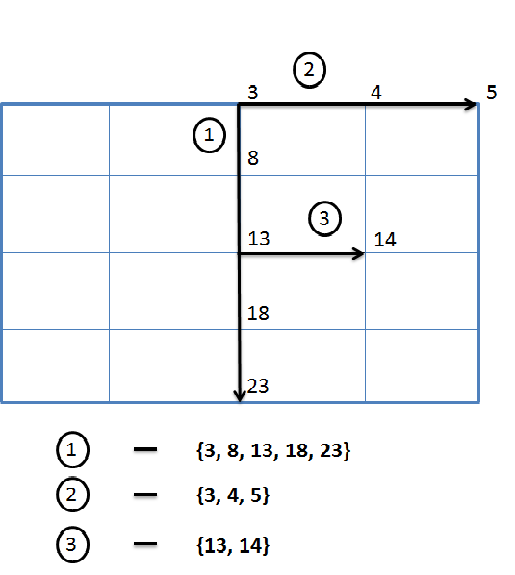 2
3 4 5
1
8
3
13 14
18
23
1 — {3, 8, 13, 18, 23}
2 — {3, 4, 5}
3 — {13, 14}